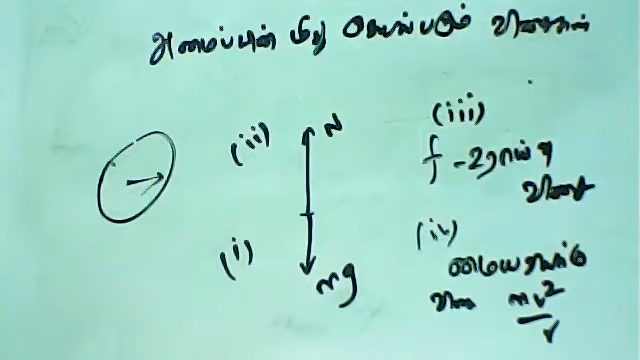 அமைப்பின் மீது செயல்படும் விசைகள்
(ii) N
(i) mg
(iii)
f - உராய்வு
விசை
(iv)
மையநோக்கு
விசை mv²
r